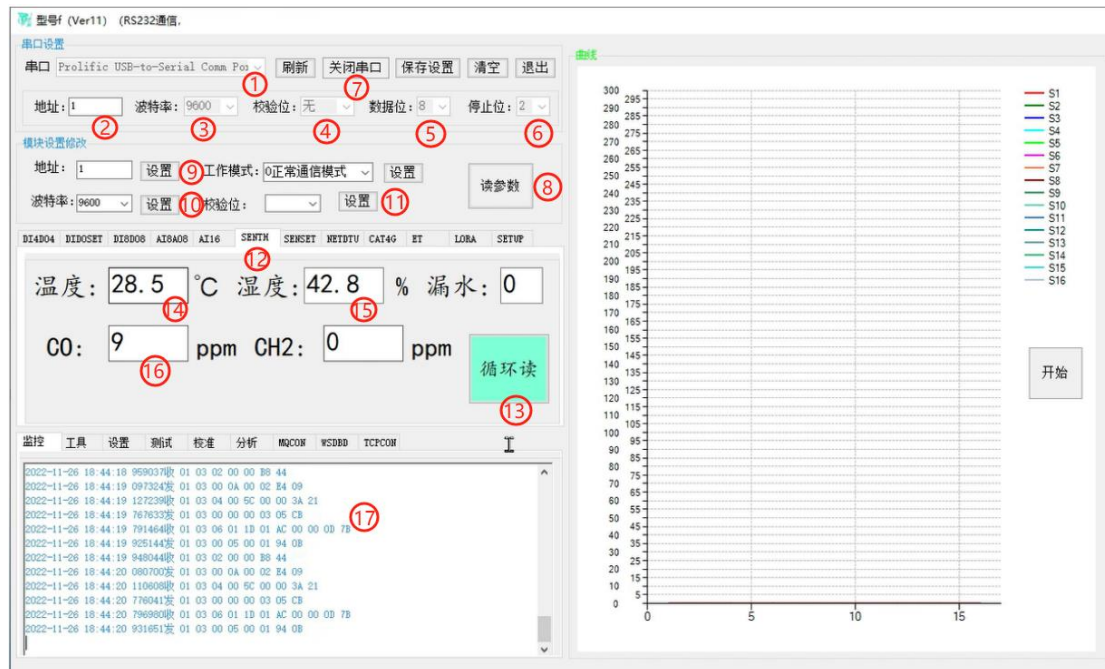 型号f (Ver11) (RS232通信,
串口设置
串口 Prolific USB-to-Serial Comm Por 刷新 关闭串口 保存设置 清空 退出
① ⑦
地址: 1 波特率: 9600 校验位: 无 数据位: 8 停止位: 2
② ③ ④ ⑤ ⑥
模块设置修改
地址: 1 设置 ⑨ 工作模式: 0正常通信模式 设置
读参数 ⑧
波特率: 9600 设置 ⑩ 校验位: 设置 ⑪
DI4DO4 DIDOSET DI8DO8 AI8AO8 AI16 SENTH SENSET NETDTU CAT4G ET LORA SETUP
⑫
温度: 28.5 ℃ 湿度: 42.8 % 漏水: 0
⑭ ⑮
CO: 9 ppm CH2: 0 ppm
⑯
循环读
⑬
监控 工具 设置 测试 校准 分析 MQCON WSDBD TCPCON
2022-11-26 18:44:18 959037收 01 03 02 00 00 B8 44
2022-11-26 18:44:19 097324发 01 03 00 0A 00 02 E4 09
2022-11-26 18:44:19 127239收 01 03 04 00 5C 00 00 3A 21
2022-11-26 18:44:19 767633发 01 03 00 00 00 03 05 CB
2022-11-26 18:44:19 791464收 01 03 06 01 1D 01 AC 00 00 0D 7B
⑰
2022-11-26 18:44:19 925144发 01 03 00 05 00 01 94 0B
2022-11-26 18:44:19 948044收 01 03 02 00 00 B8 44
2022-11-26 18:44:20 080700发 01 03 00 0A 00 02 E4 09
2022-11-26 18:44:20 110608收 01 03 04 00 5C 00 00 3A 21
2022-11-26 18:44:20 776041发 01 03 00 00 00 03 05 CB
2022-11-26 18:44:20 796980收 01 03 06 01 1D 01 AC 00 00 0D 7B
2022-11-26 18:44:20 931651发 01 03 00 05 00 01 94 0B
曲线
300
295
290
285
280
275
270
265
260
255
250
245
240
235
230
225
220
215
210
205
200
195
190
185
180
175
170
165
160
155
150
145
140
135
130
125
120
115
110
105
100
95
90
85
80
75
70
65
60
55
50
45
40
35
30
25
20
15
10
5
0
0 5 10 15
S1
S2
S3
S4
S5
S6
S7
S8
S9
S10
S11
S12
S13
S14
S15
S16
开始